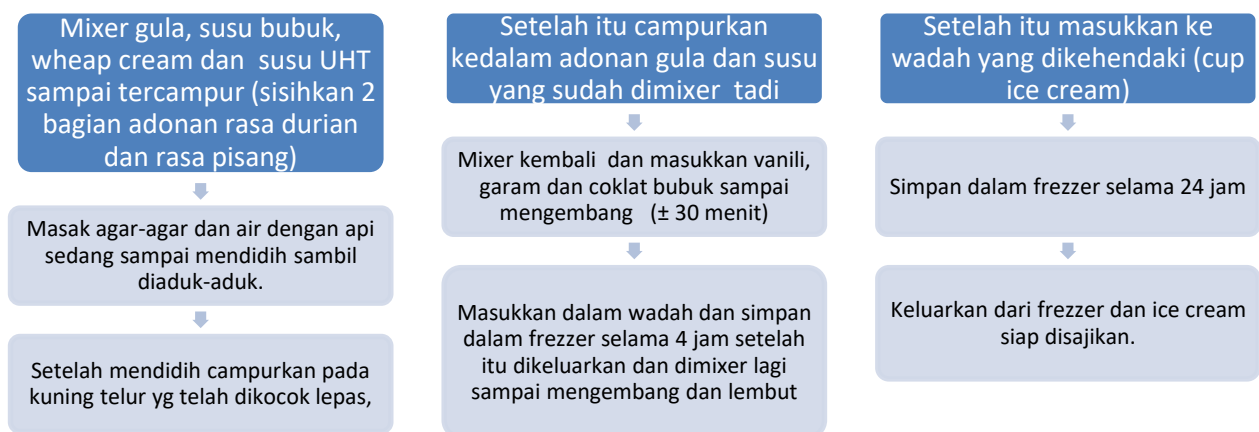 Mixer gula, susu bubuk,
wheap cream dan susu UHT
sampai tercampur (sisihkan 2
bagian adonan rasa durian
dan rasa pisang)
Masak agar-agar dan air dengan api
sedang sampai mendidih sambil
diaduk-aduk.
Setelah mendidih campurkan pada
kuning telur yg telah dikocok lepas,
Setelah itu campurkan
kedalam adonan gula dan susu
yang sudah dimixer tadi
Mixer kembali dan masukkan vanili,
garam dan coklat bubuk sampai
mengembang (± 30 menit)
Masukkan dalam wadah dan simpan
dalam frezzer selama 4 jam setelah
itu dikeluarkan dan dimixer lagi
sampai mengembang dan lembut
Setelah itu masukkan ke
wadah yang dikehendaki (cup
ice cream)
Simpan dalam frezzer selama 24 jam
Keluarkan dari frezzer dan ice cream
siap disajikan.